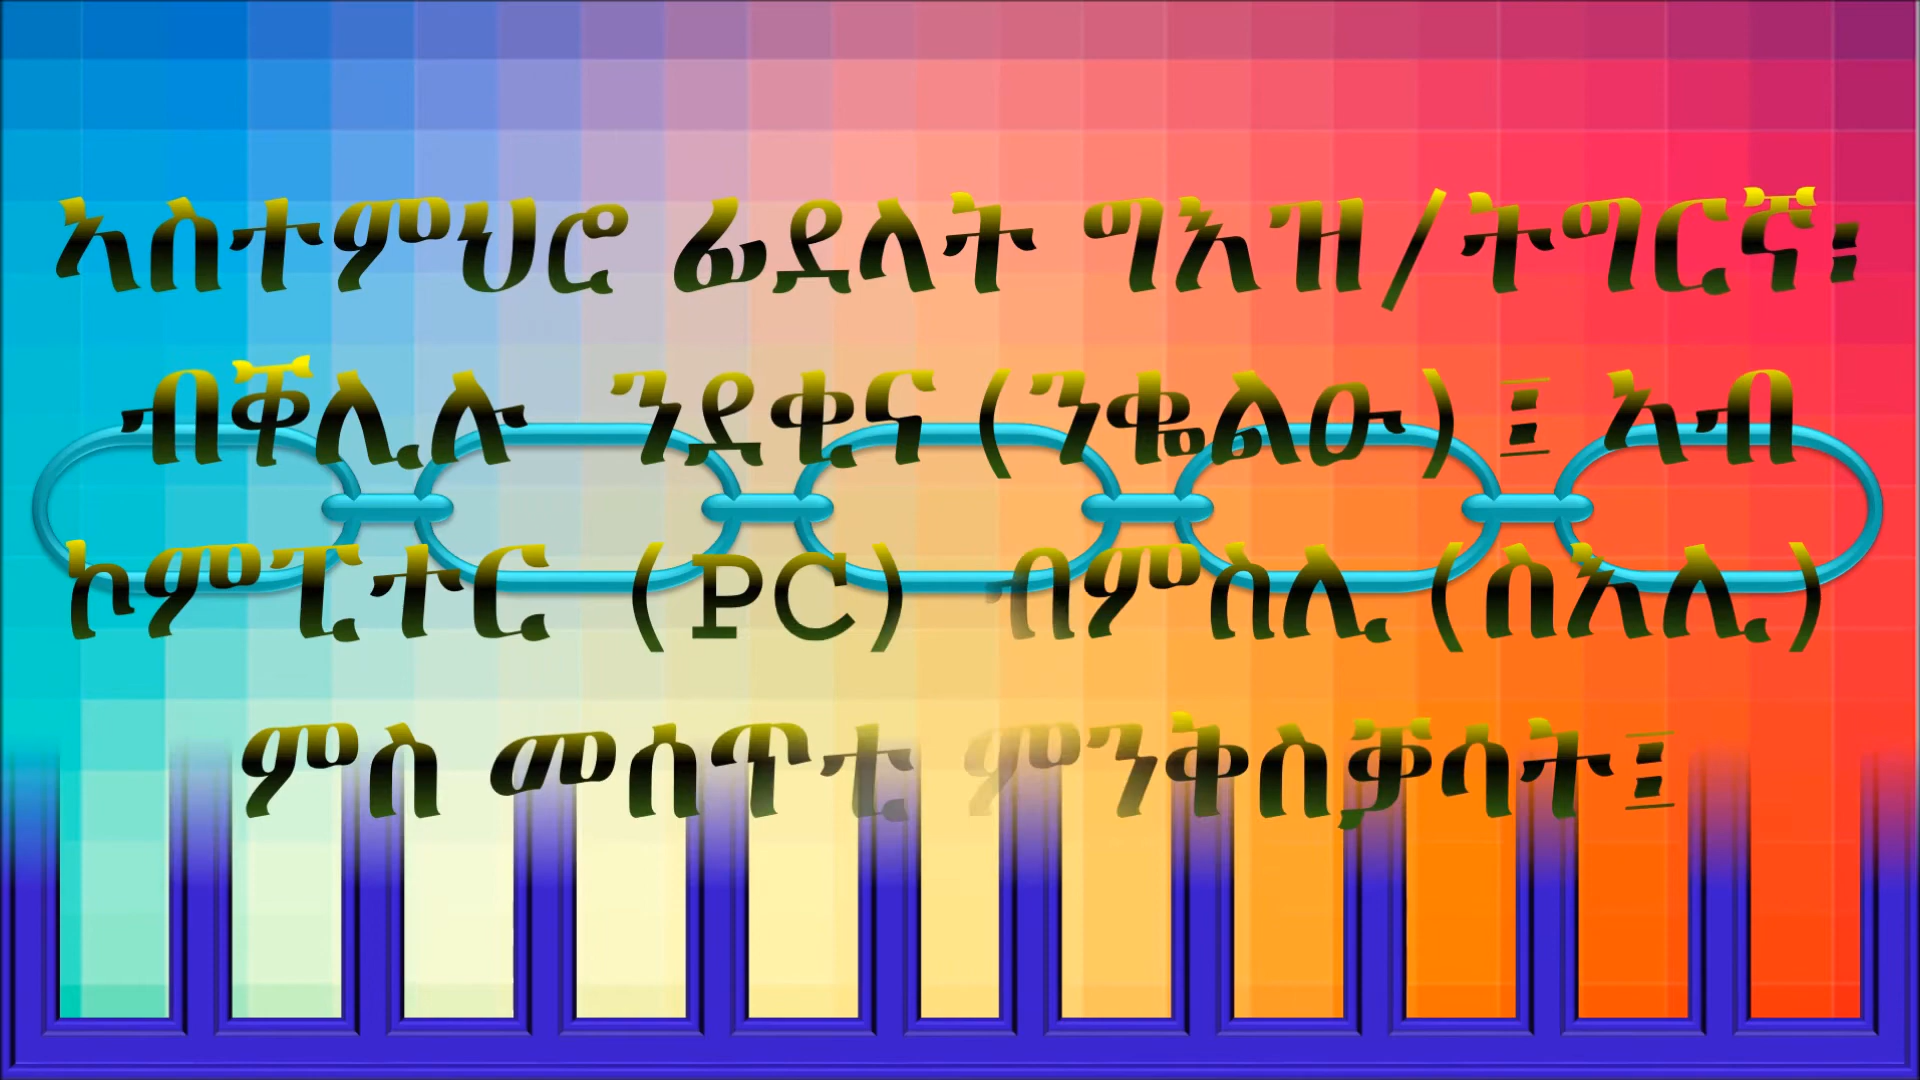 ኣስተምህሮ ፊደላት ግእዝ/ትግርኛ፥
ብቐሊሉ ንደቂና (ንቈልዑ) ፤ ኣብ
ኮምፒተር (PC) ብምስሊ (ስእሊ)
ምስ መሰጥቲ ምንቅስቓሳት፤